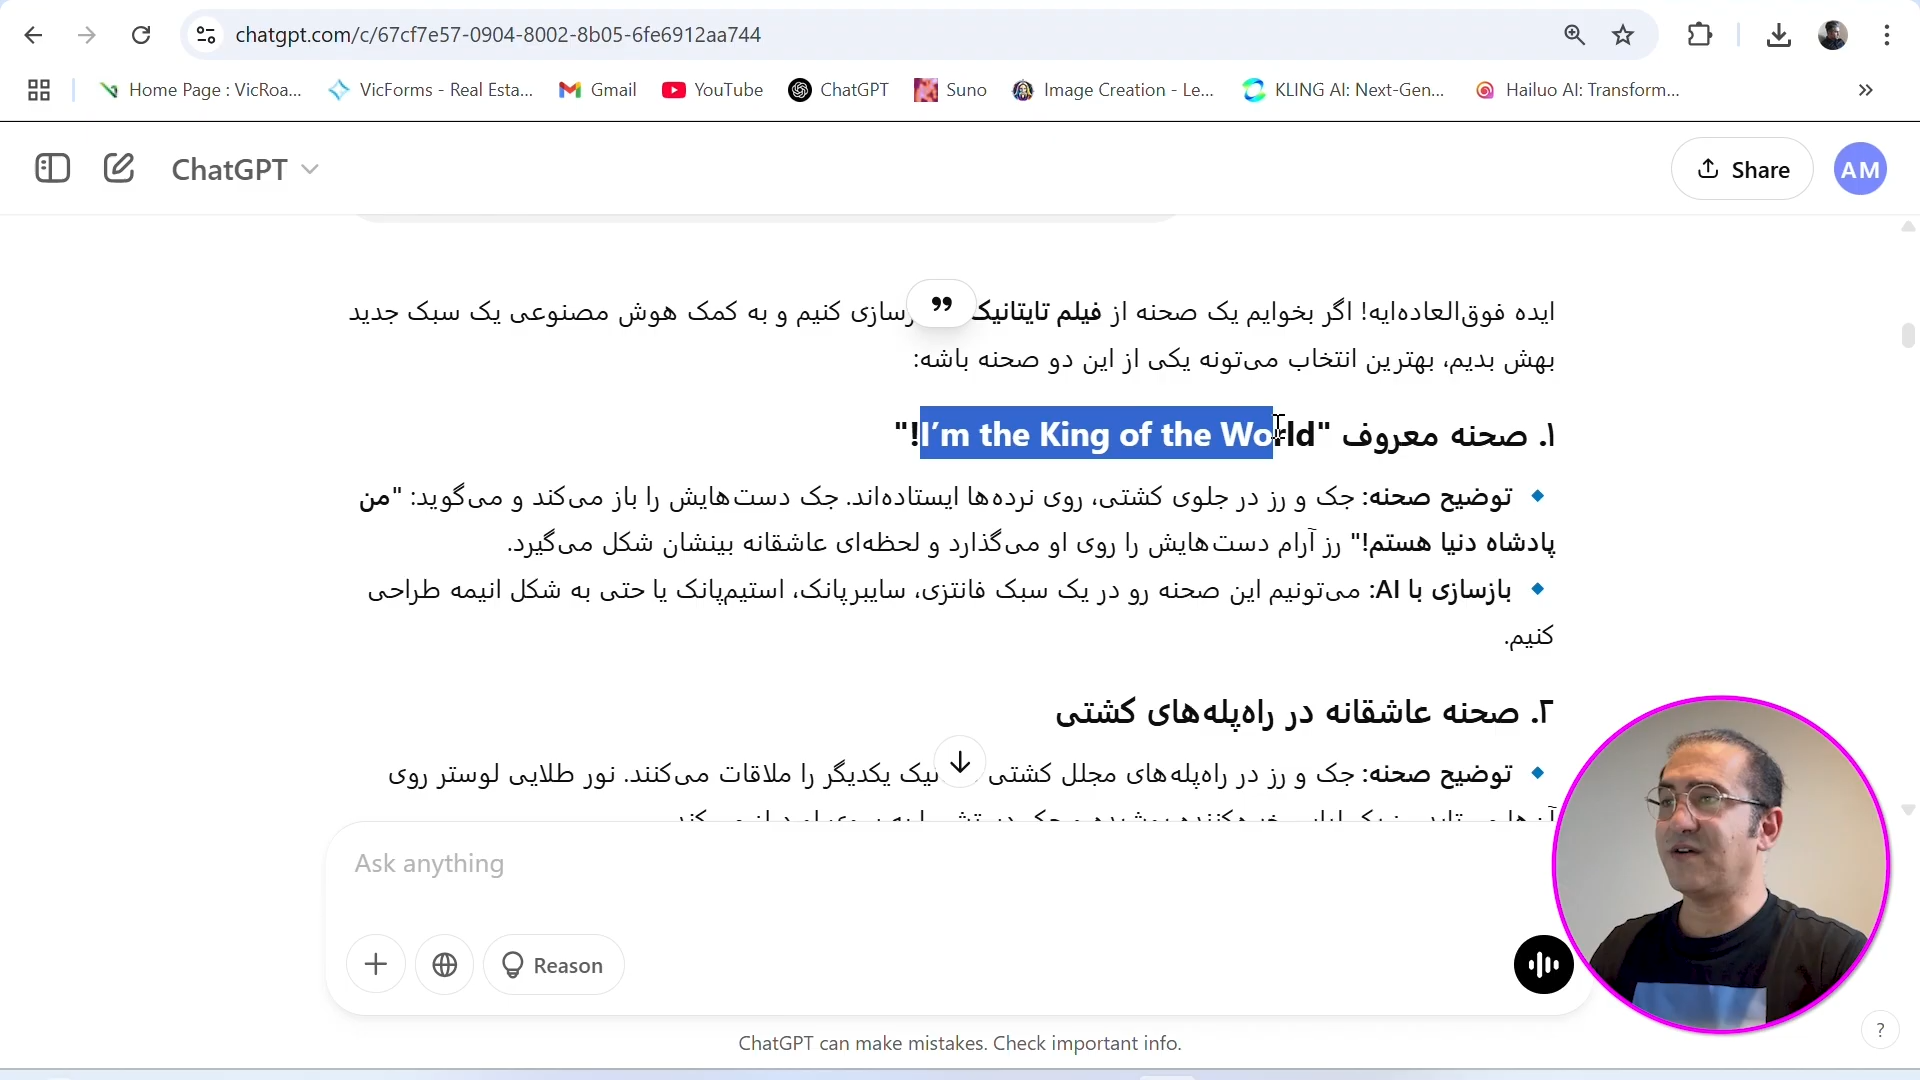 chatgpt.com/c/67cf7e57-0904-8002-8b05-6fe6912aa744
Home Page : VicRoa...
VicForms - Real Esta...
Gmail
YouTube
ChatGPT
Suno
Image Creation - Le...
KLING AI: Next-Gen...
Hailuo AI: Transform...
ChatGPT
Share
AM
ایده فوق‌العاده‌ایه! اگر بخوایم یک صحنه از فیلم تایتانیک رسازی کنیم و به کمک هوش مصنوعی یک سبک جدید
بهش بدیم، بهترین انتخاب می‌تونه یکی از این دو صحنه باشه:
۱. صحنه معروف "I’m the King of the World!"
🔹 توضیح صحنه: جک و رز در جلوی کشتی، روی نرده‌ها ایستاده‌اند. جک دست‌هایش را باز می‌کند و می‌گوید: "من
پادشاه دنیا هستم!" رز آرام دست‌هایش را روی او می‌گذارد و لحظه‌ای عاشقانه بینشان شکل می‌گیرد.
🔹 بازسازی با AI: می‌تونیم این صحنه رو در یک سبک فانتزی، سایبرپانک، استیم‌پانک یا حتی به شکل انیمه طراحی
کنیم.
۲. صحنه عاشقانه در راه‌پله‌های کشتی
🔹 توضیح صحنه: جک و رز در راه‌پله‌های مجلل کشتی نیک یکدیگر را ملاقات می‌کنند. نور طلایی لوستر روی
Ask anything
Reason
ChatGPT can make mistakes. Check important info.
?